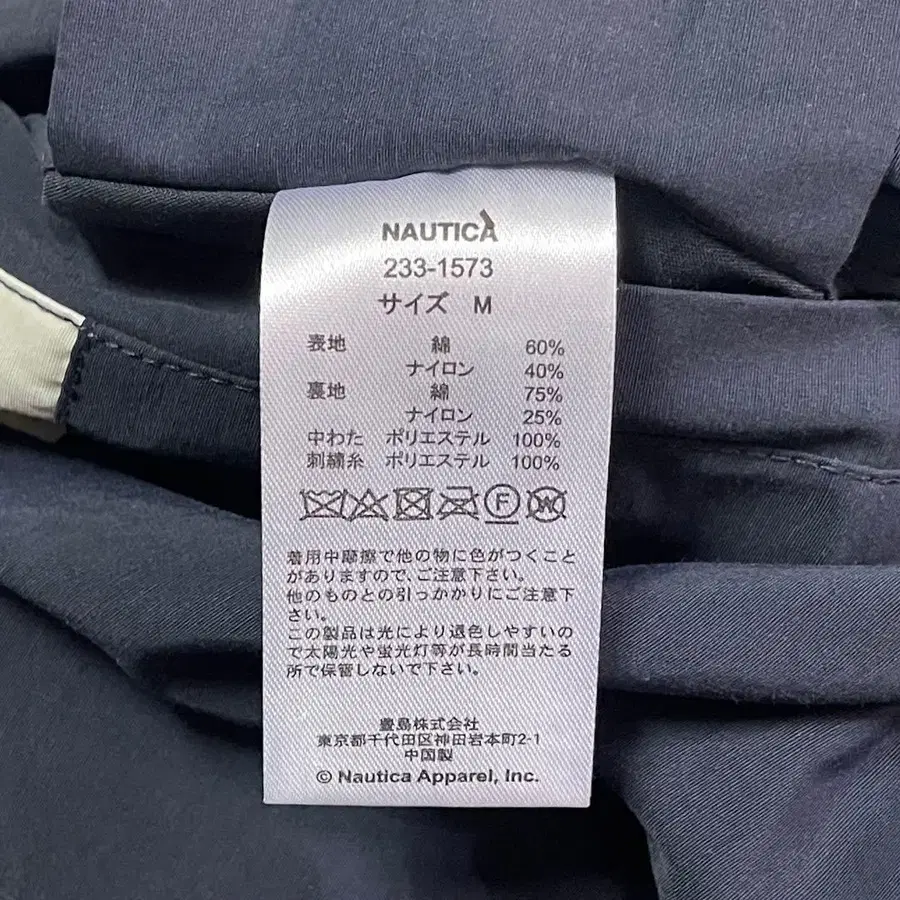 NAUTICA
233-1573
サイズ M
表地 綿 60%
ナイロン 40%
裏地 綿 75%
ナイロン 25%
中わた ポリエステル 100%
刺繍糸 ポリエステル 100%
F W
着用中摩擦で他の物に色がつくこと
がありますので、ご注意下さい。
他のものとの引っかかりにご注意下
さい。
この製品は光により退色しやすいの
で太陽光や蛍光灯等が長時間当たる
所で保管しないで下さい。
豊島株式会社
東京都千代田区神田岩本町2-1
中国製
© Nautica Apparel, Inc.